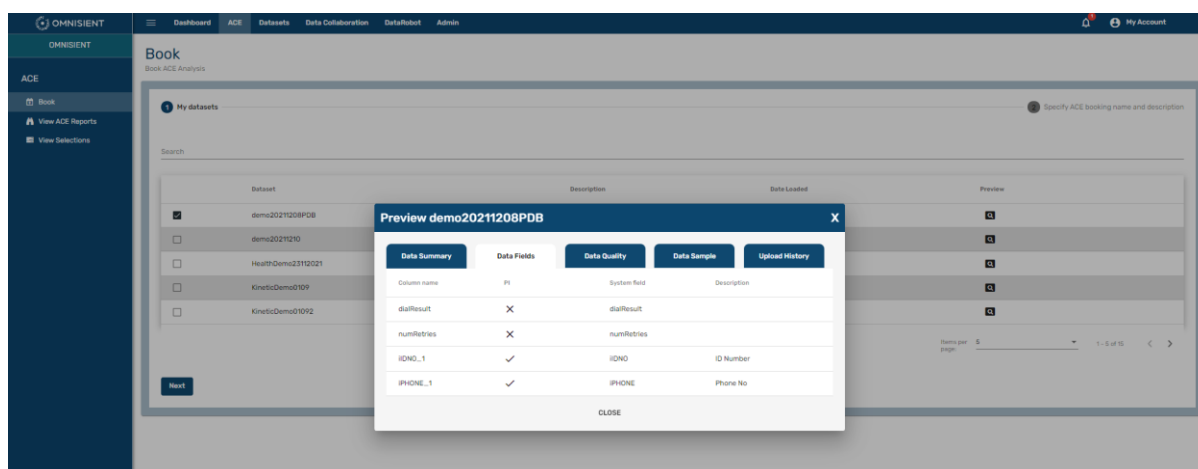 OMNISIENT
Dashboard ACE Datasets Data Collaboration DataRobot Admin
1
My Account
OMNISIENT
ACE
Book
View ACE Reports
View Selections
Book
Book ACE Analysis
1 My datasets
2 Specify ACE booking name and description
Search
Dataset Description Date Loaded Preview
demo20211208PDB
demo20211210
HealthDemo23112021
KineticDemo0109
KineticDemo01092
Items per page: 5
1 – 5 of 15
Next
Preview demo20211208PDB X
Data Summary Data Fields Data Quality Data Sample Upload History
Column name PI System field Description
dialResult dialResult
numRetries numRetries
iIDNO_1 iIDNO ID Number
iPHONE_1 iPHONE Phone No
CLOSE